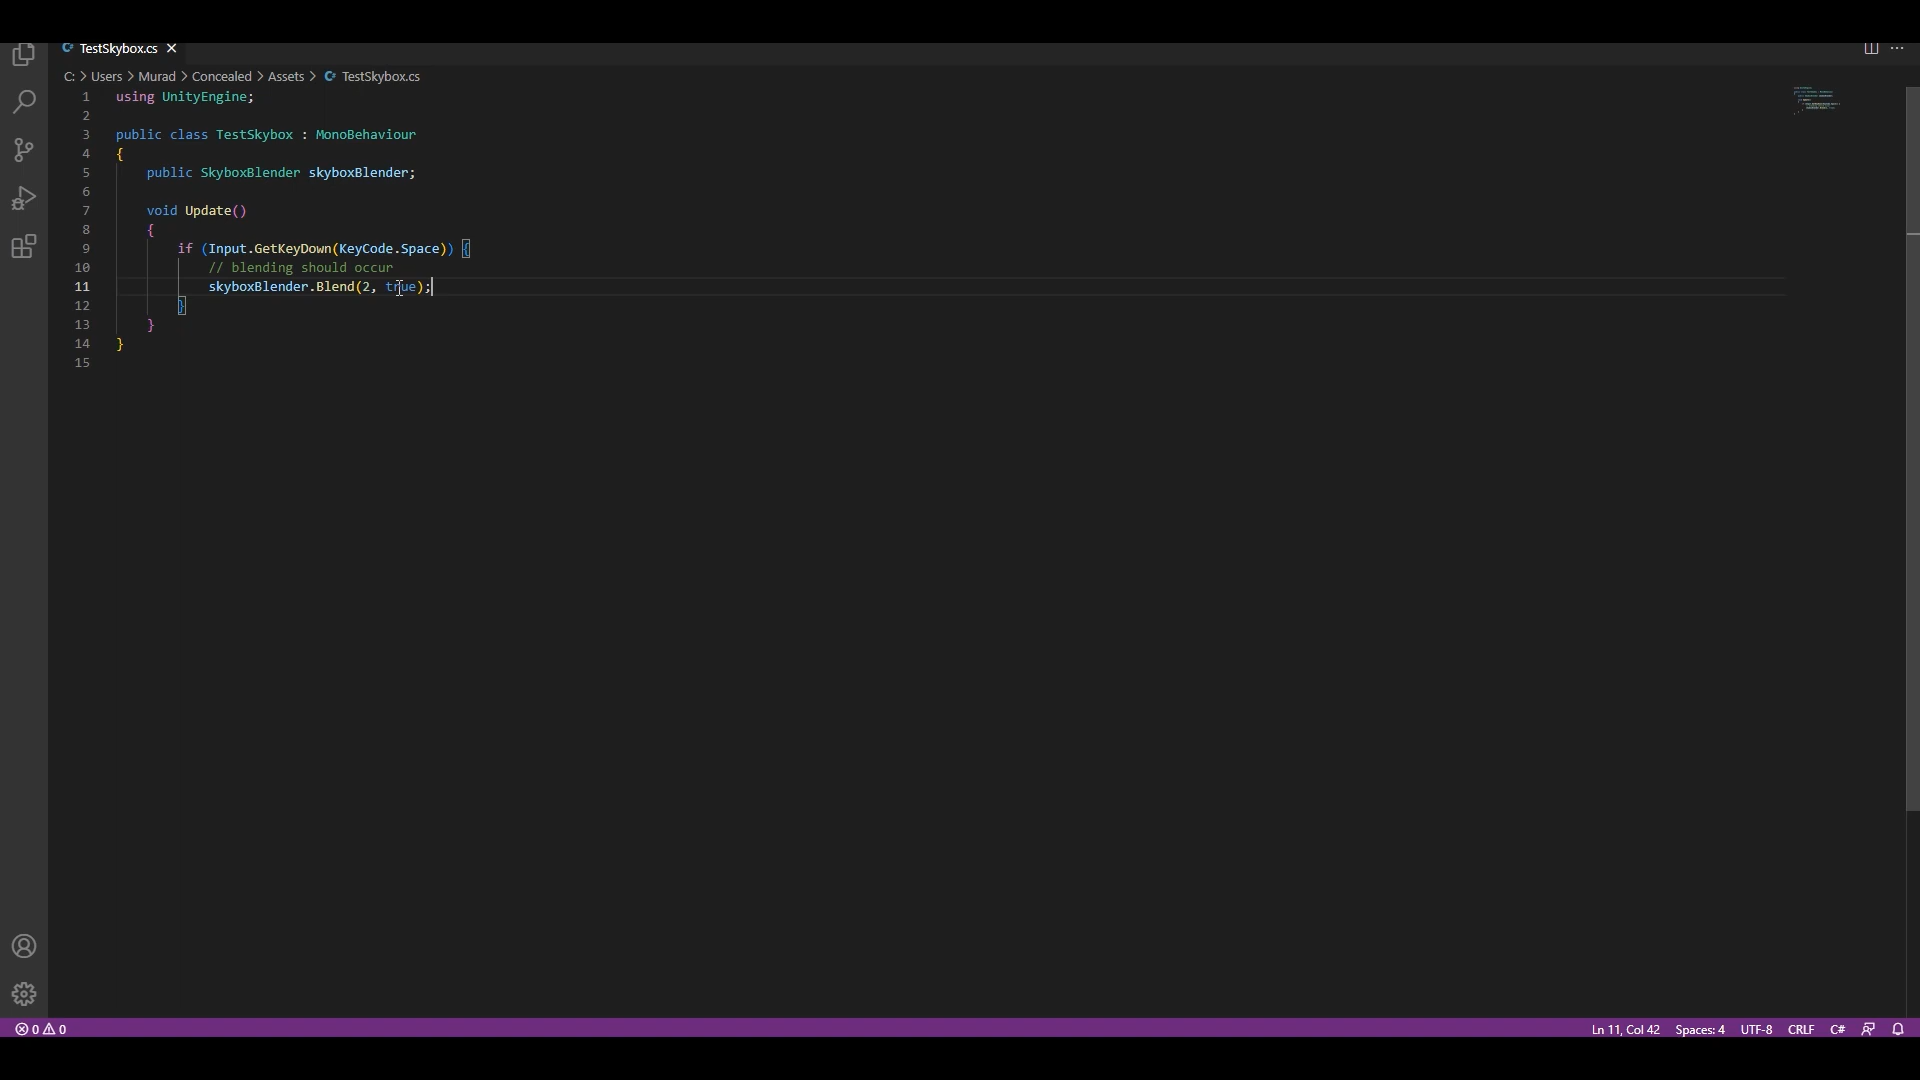 TestSkybox.cs
C: > Users > Murad > Concealed > Assets > TestSkybox.cs
1 using UnityEngine;
2
3 public class TestSkybox : MonoBehaviour
4 {
5 public SkyboxBlender skyboxBlender;
6
7 void Update()
8 {
9 if (Input.GetKeyDown(KeyCode.Space)) {
10 // blending should occur
11 skyboxBlender.Blend(2, true);
12 }
13 }
14 }
15
0 0 Ln 11, Col 42 Spaces: 4 UTF-8 CRLF C#